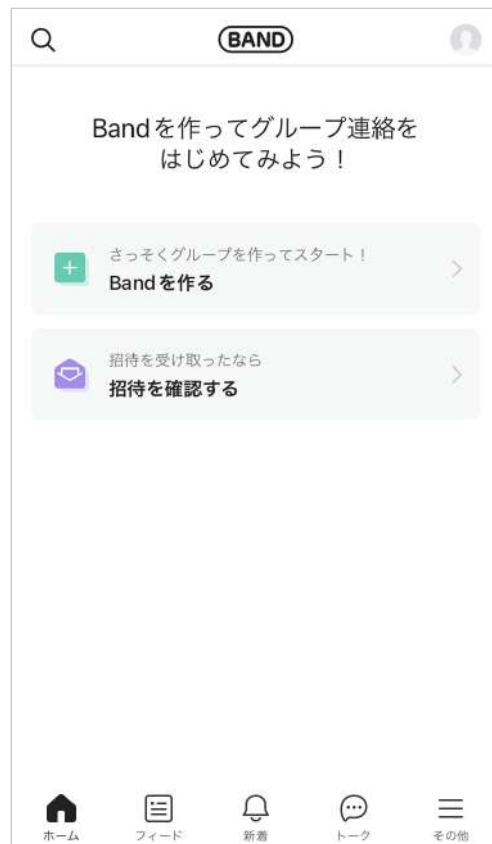 BAND
Bandを作ってグループ連絡を
はじめてみよう！
さっそくグループを作ってスタート！
Bandを作る
招待を受け取ったなら
招待を確認する
ホーム
フィード
新着
トーク
その他